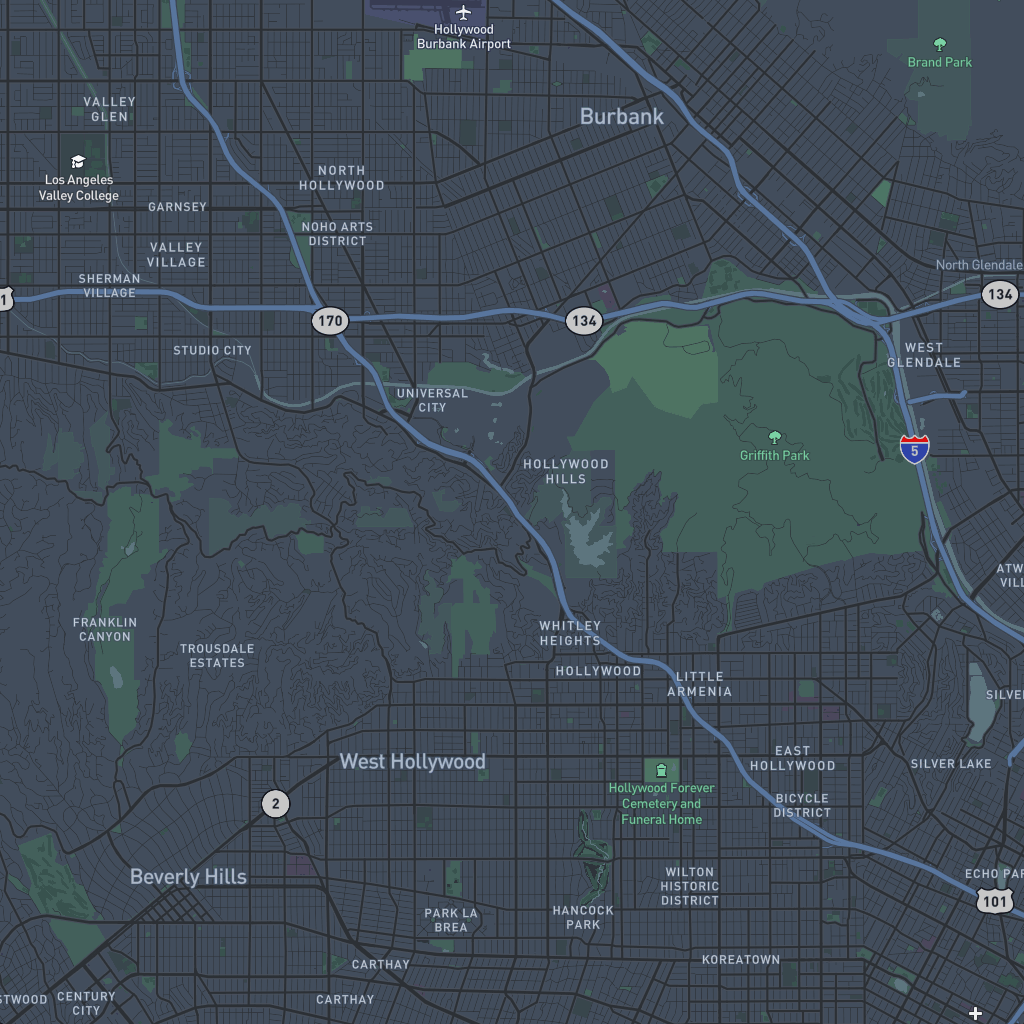 Hollywood
Burbank Airport
Brand Park
VALLEY
GLEN
Burbank
Los Angeles
Valley College
NORTH
HOLLYWOOD
GARNSEY
NOHO ARTS
DISTRICT
VALLEY
VILLAGE
North Glendale
SHERMAN
VILLAGE
1
134
170
134
STUDIO CITY
WEST
GLENDALE
UNIVERSAL
CITY
Griffith Park
5
HOLLYWOOD
HILLS
ATW
VILL
FRANKLIN
CANYON
WHITLEY
HEIGHTS
TROUSDALE
ESTATES
HOLLYWOOD
LITTLE
ARMENIA
SILVER
West Hollywood
EAST
HOLLYWOOD
SILVER LAKE
Hollywood Forever
Cemetery and
Funeral Home
2
BICYCLE
DISTRICT
Beverly Hills
WILTON
HISTORIC
DISTRICT
ECHO PAR
101
PARK LA
BREA
HANCOCK
PARK
CARTHAY
KOREATOWN
STWOOD
CENTURY
CITY
CARTHAY